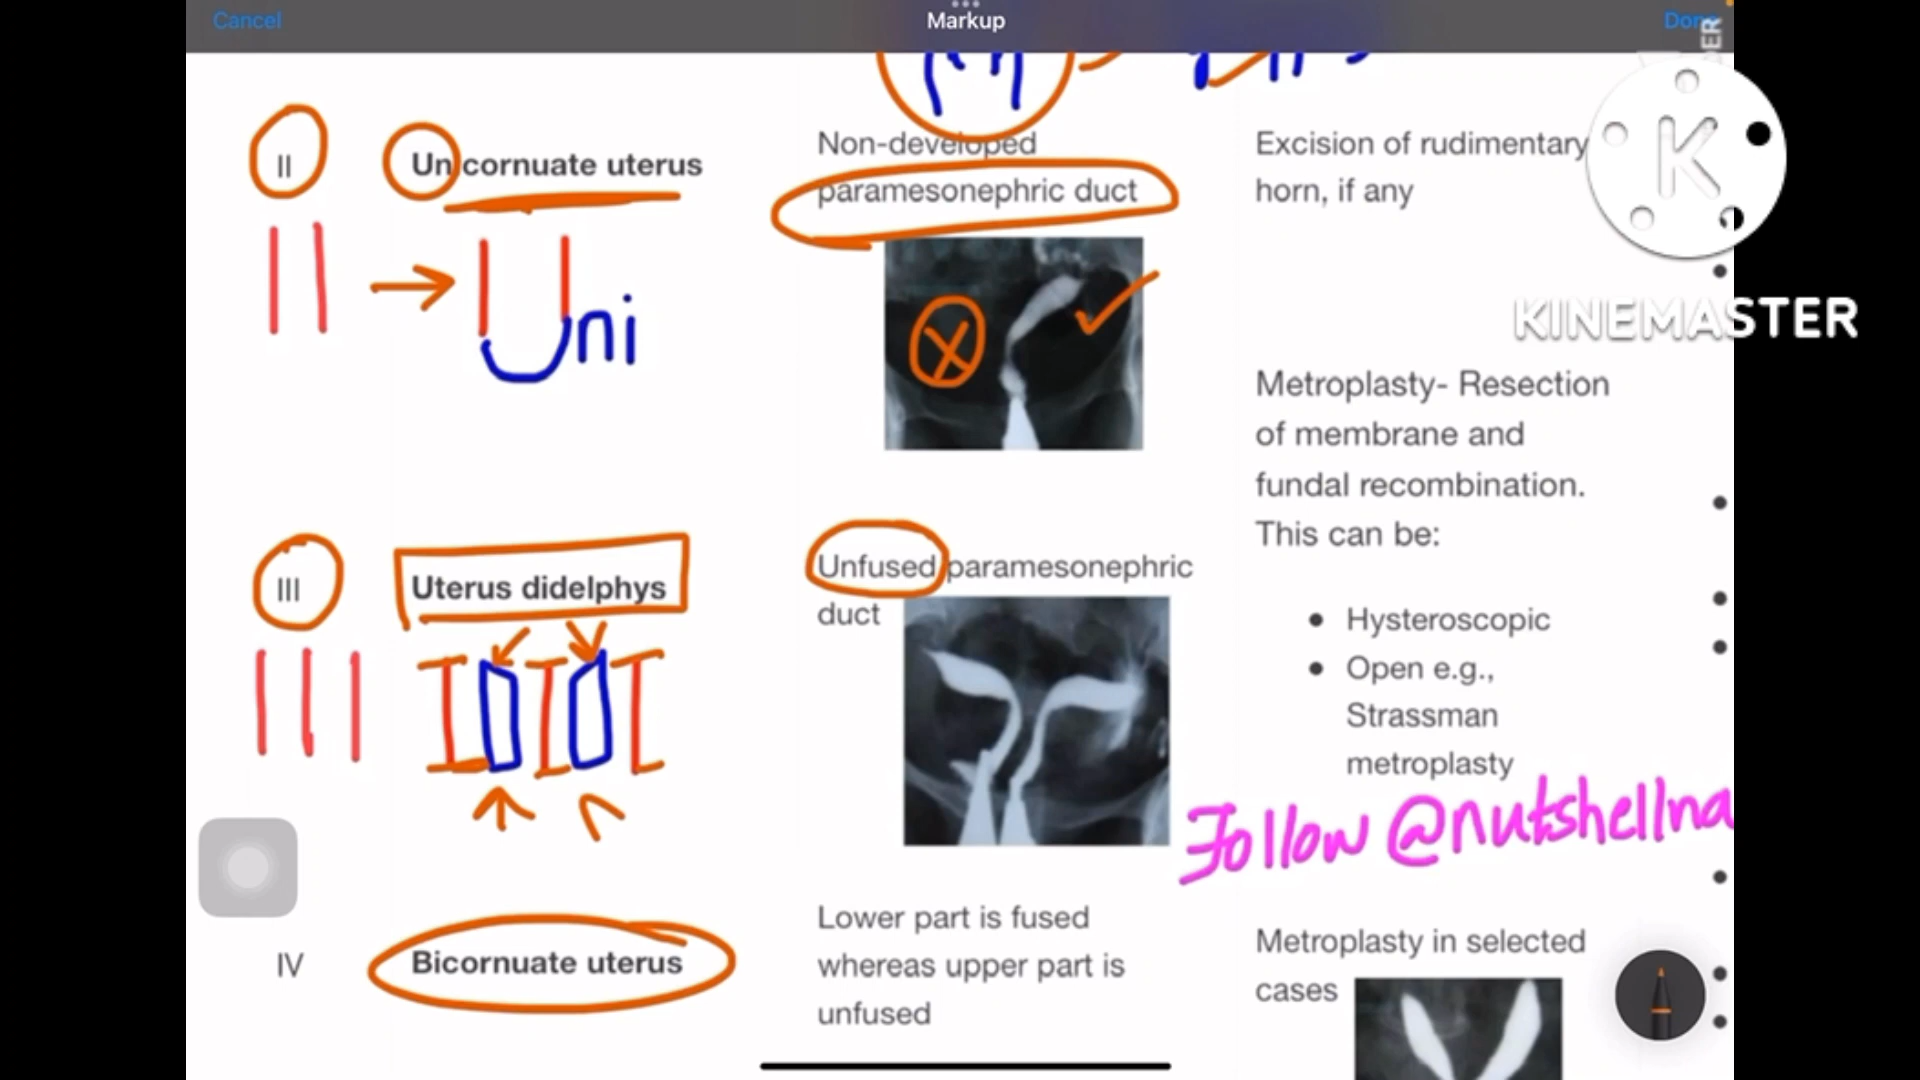 Cancel
Markup
II
Unicornuate uterus
Non-developed
paramesonephric duct
Excision of rudimentary
horn, if any
K
KINEMASTER
Uni
X
Metroplasty- Resection
of membrane and
fundal recombination.
This can be:
III
Uterus didelphys
Unfused paramesonephric
duct
• Hysteroscopic
• Open e.g.,
Strassman
metroplasty
Follow @nutshellna
IV
Bicornuate uterus
Lower part is fused
whereas upper part is
unfused
Metroplasty in selected
cases